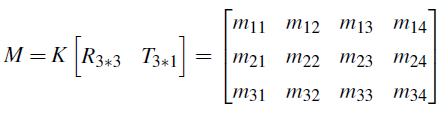 M = K [R₃*₃ T₃*₁] = [m₁₁ m₁₂ m₁₃ m₁₄
m₂₁ m₂₂ m₂₃ m₂₄
m₃₁ m₃₂ m₃₃ m₃₄]